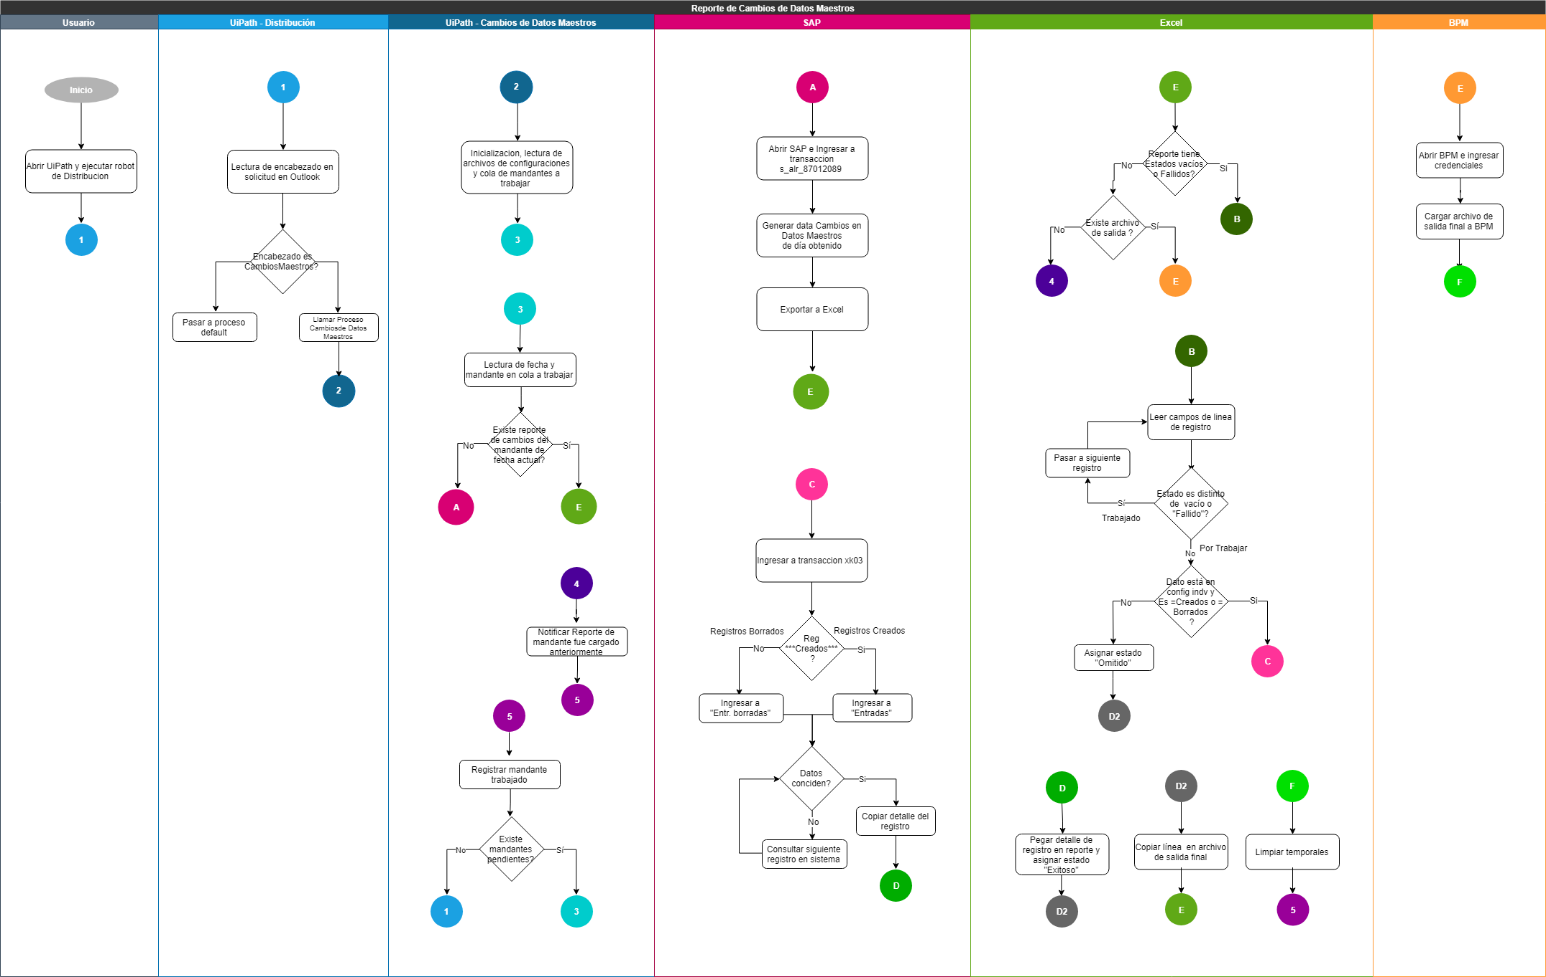 Reporte de Cambios de Datos Maestros
Usuario
UiPath - Distribución
UiPath - Cambios de Datos Maestros
SAP
Excel
BPM
Inicio
Abrir UiPath y ejecutar robot
de Distribucion
1
1
Lectura de encabezado en
solicitud en Outlook
Encabezado es
CambiosMaestros?
Pasar a proceso
default
Llamar Proceso
Cambiosde Datos
Maestros
2
2
Inicializacion, lectura de
archivos de configuraciones
y cola de mandantes a
trabajar
3
3
Lectura de fecha y
mandante en cola a trabajar
Existe reporte
de cambios del
mandante de
fecha actual?
No
Sí
A
E
4
Notificar Reporte de
mandante fue cargado
anteriormente
5
5
Registrar mandante
trabajado
Existe
mandantes
pendientes?
No
Sí
1
3
A
Abrir SAP e Ingresar a
transaccion
s_alr_87012089
Generar data Cambios en
Datos Maestros
de día obtenido
Exportar a Excel
E
C
Ingresar a transaccion xk03
Registros Borrados
Registros Creados
Reg
***Creados***
?
No
Si
Ingresar a
"Entr. borradas"
Ingresar a
"Entradas"
Datos
conciden?
Si
No
Copiar detalle del
registro
Consultar siguiente
registro en sistema
D
E
Reporte tiene
Estados vacíos
o Fallidos?
No
Si
B
Existe archivo
de salida ?
No
Sí
4
E
B
Leer campos de linea
de registro
Pasar a siguiente
registro
Estado es distinto
de vacío o
"Fallido"?
Sí
Trabajado
No
Por Trabajar
Dato está en
config indv y
Es =Creados o =
Borrados
?
No
Sí
Asignar estado
"Omitido"
C
D2
D
Pegar detalle de
registro en reporte y
asignar estado
"Exitoso"
D2
D2
Copiar línea en archivo
de salida final
E
F
Limpiar temporales
5
E
Abrir BPM e ingresar
credenciales
Cargar archivo de
salida final a BPM
F